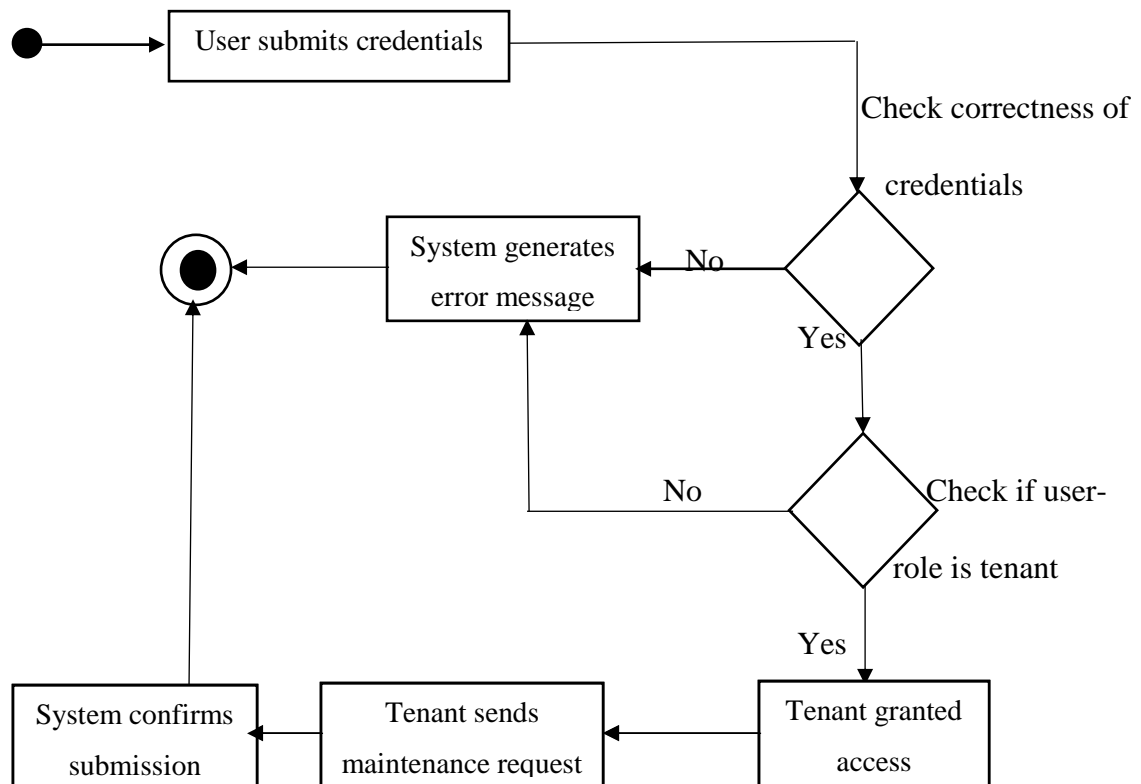 User submits credentials
Check correctness of
credentials
System generates
error message
No
Yes
No
Check if user-
role is tenant
Yes
System confirms
submission
Tenant sends
maintenance request
Tenant granted
access